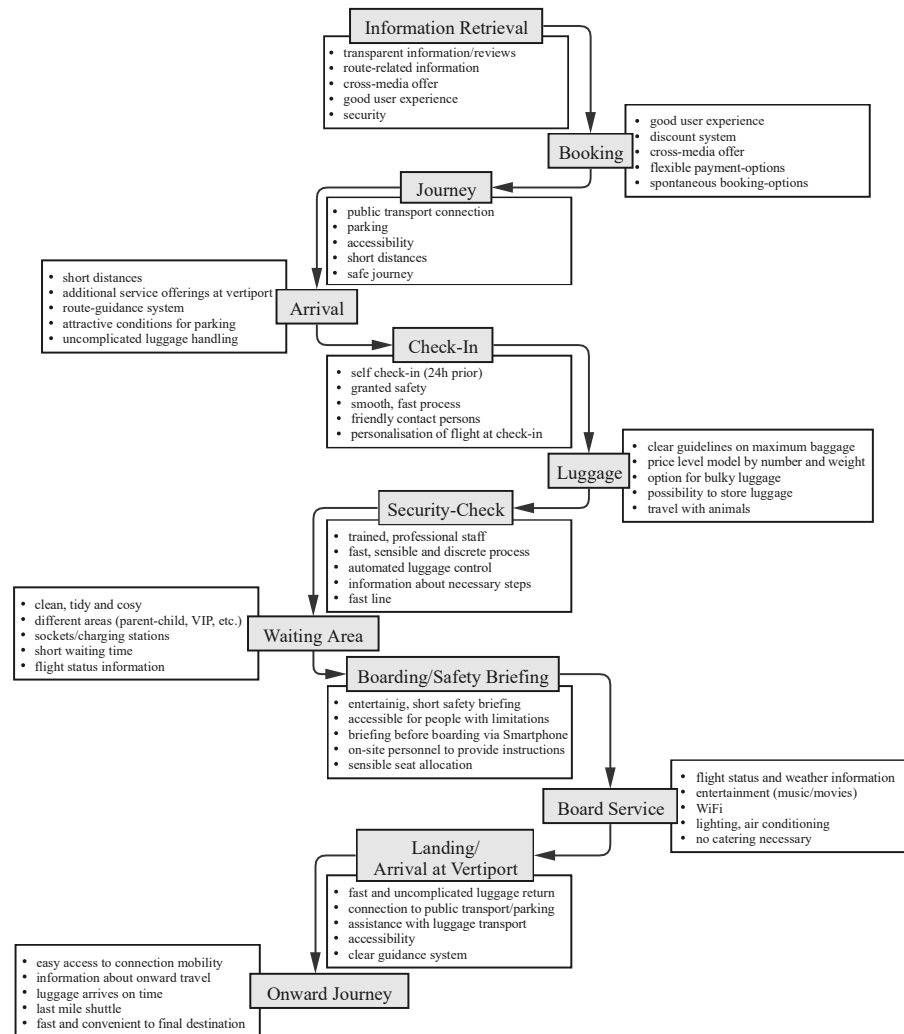 Information Retrieval
• transparent information/reviews
• route-related information
• cross-media offer
• good user experience
• security
Booking
• good user experience
• discount system
• cross-media offer
• flexible payment-options
• spontaneous booking-options
Journey
• public transport connection
• parking
• accessibility
• short distances
• safe journey
Arrival
• short distances
• additional service offerings at vertiport
• route-guidance system
• attractive conditions for parking
• uncomplicated luggage handling
Check-In
• self check-in (24h prior)
• granted safety
• smooth, fast process
• friendly contact persons
• personalisation of flight at check-in
Luggage
• clear guidelines on maximum baggage
• price level model by number and weight
• option for bulky luggage
• possibility to store luggage
• travel with animals
Security-Check
• trained, professional staff
• fast, sensible and discrete process
• automated luggage control
• information about necessary steps
• fast line
Waiting Area
• clean, tidy and cosy
• different areas (parent-child, VIP, etc.)
• sockets/charging stations
• short waiting time
• flight status information
Boarding/Safety Briefing
• entertainig, short safety briefing
• accessible for people with limitations
• briefing before boarding via Smartphone
• on-site personnel to provide instructions
• sensible seat allocation
Board Service
• flight status and weather information
• entertainment (music/movies)
• WiFi
• lighting, air conditioning
• no catering necessary
Landing/
Arrival at Vertiport
• fast and uncomplicated luggage return
• connection to public transport/parking
• assistance with luggage transport
• accessibility
• clear guidance system
Onward Journey
• easy access to connection mobility
• information about onward travel
• luggage arrives on time
• last mile shuttle
• fast and convenient to final destination